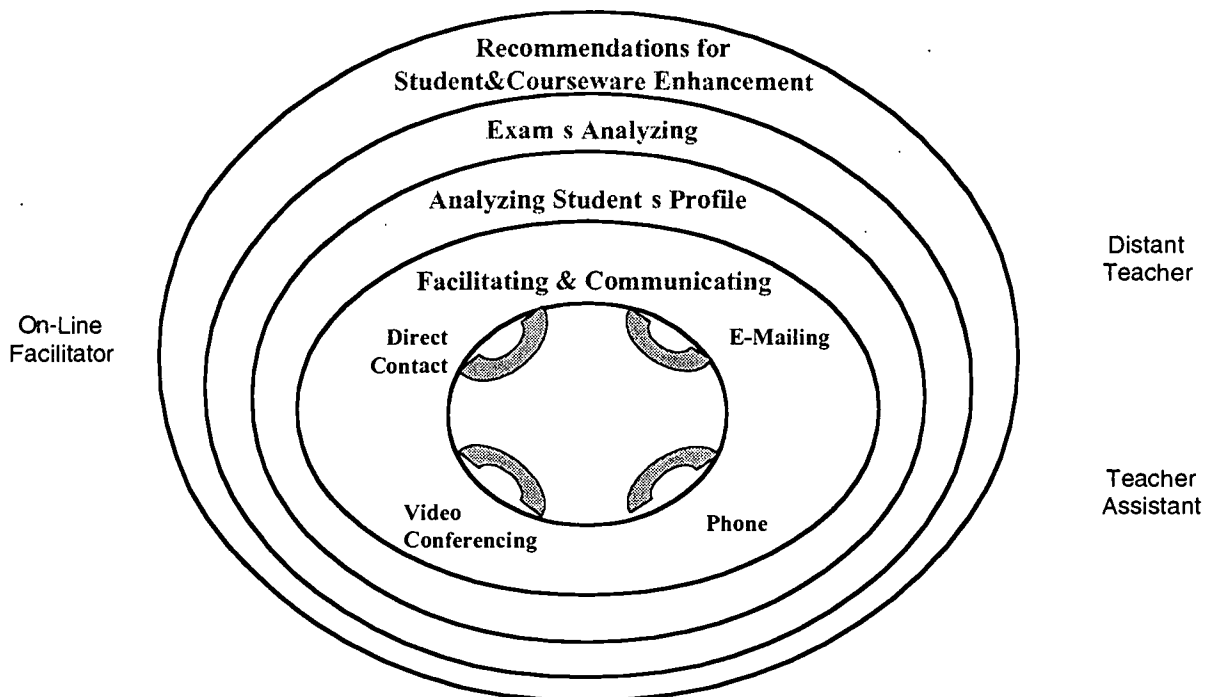 Recommendations for
Student&Courseware Enhancement
Exam s Analyzing
Analyzing Student s Profile
Facilitating & Communicating
Direct
Contact
E-Mailing
Video
Conferencing
Phone
On-Line
Facilitator
Distant
Teacher
Teacher
Assistant